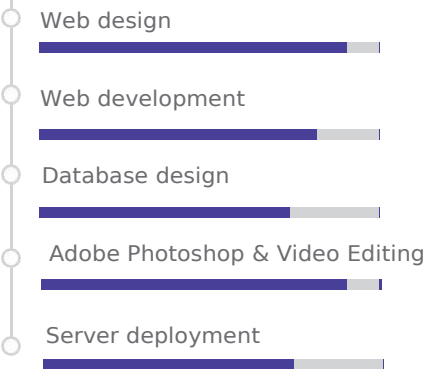 Web design
Web development
Database design
Adobe Photoshop & Video Editing
Server deployment